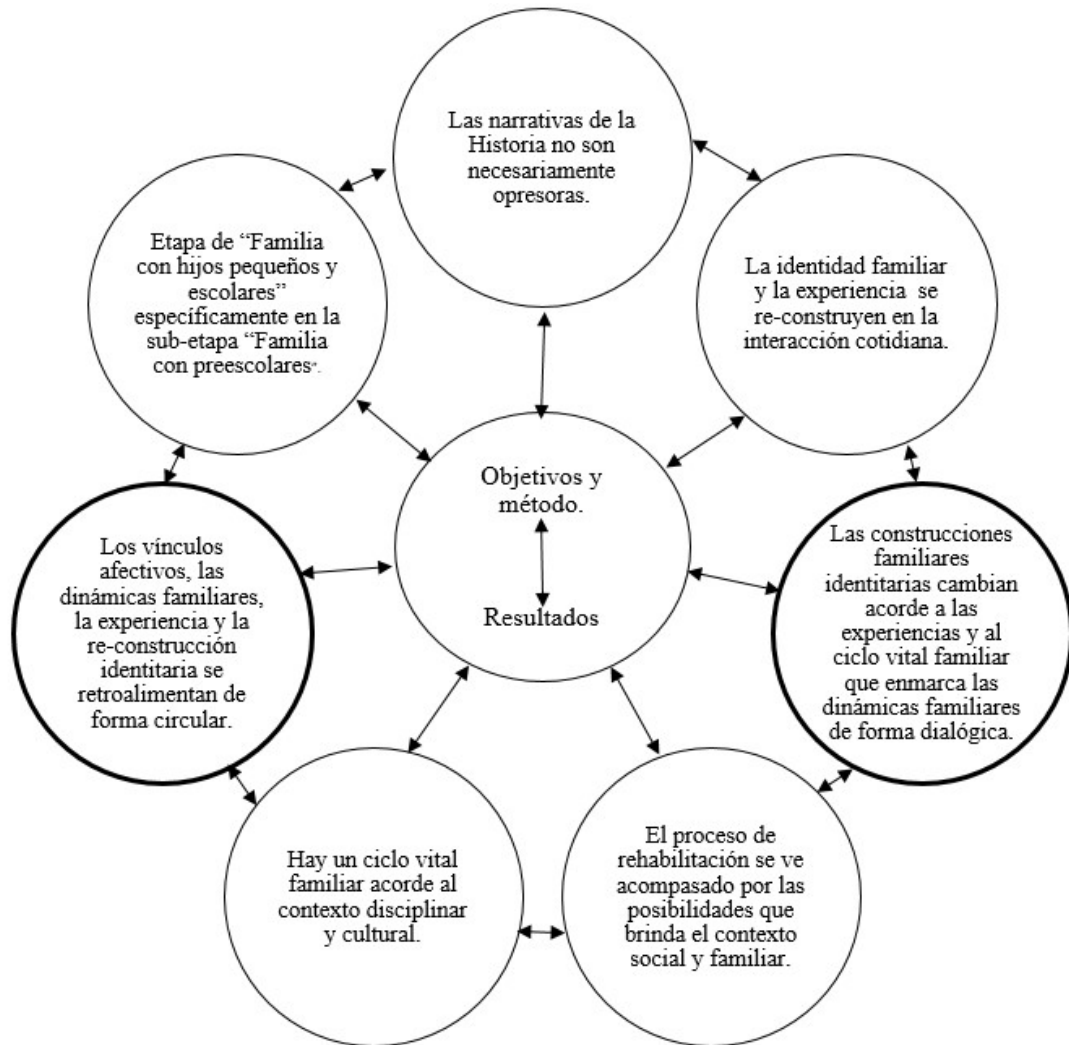 Las narrativas de la
Historia no son
necesariamente
opresoras.
Etapa de “Familia
con hijos pequeños y
escolares”
específicamente en la
sub-etapa “Familia
con preescolares”.
La identidad familiar
y la experiencia se
re-construyen en la
interacción cotidiana.
Objetivos y
método.
Resultados
Los vínculos
afectivos, las
dinámicas familiares,
la experiencia y la
re-construcción
identitaria se
retroalimentan de
forma circular.
Las construcciones
familiares
identitarias cambian
acorde a las
experiencias y al
ciclo vital familiar
que enmarca las
dinámicas familiares
de forma dialógica.
Hay un ciclo vital
familiar acorde al
contexto disciplinar
y cultural.
El proceso de
rehabilitación se ve
acompasado por las
posibilidades que
brinda el contexto
social y familiar.